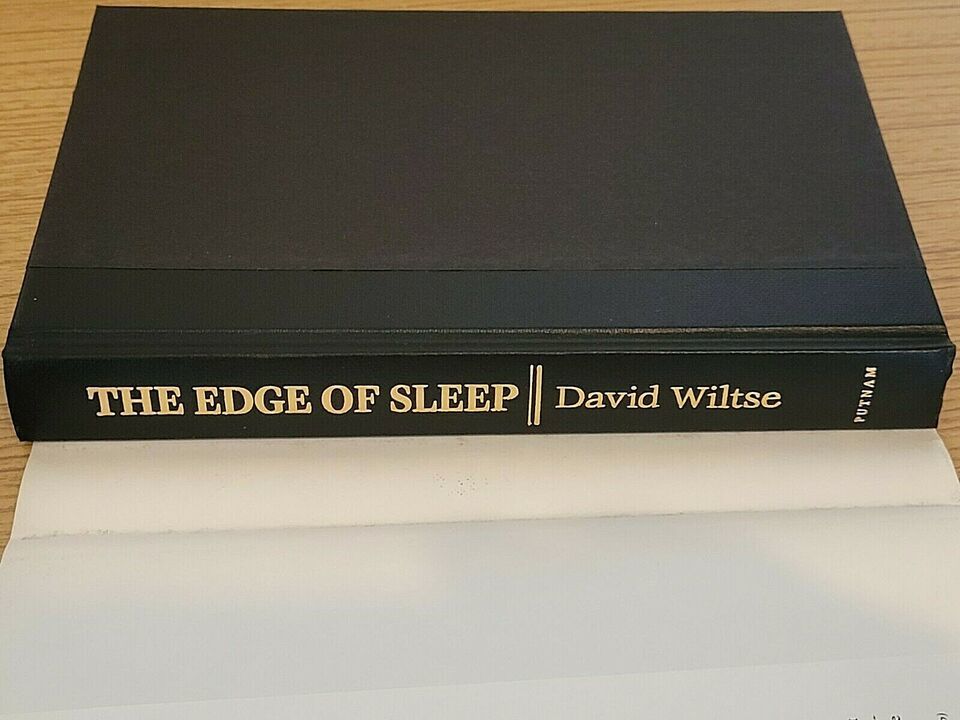 THE EDGE OF SLEEP David Wiltse PUTNAM